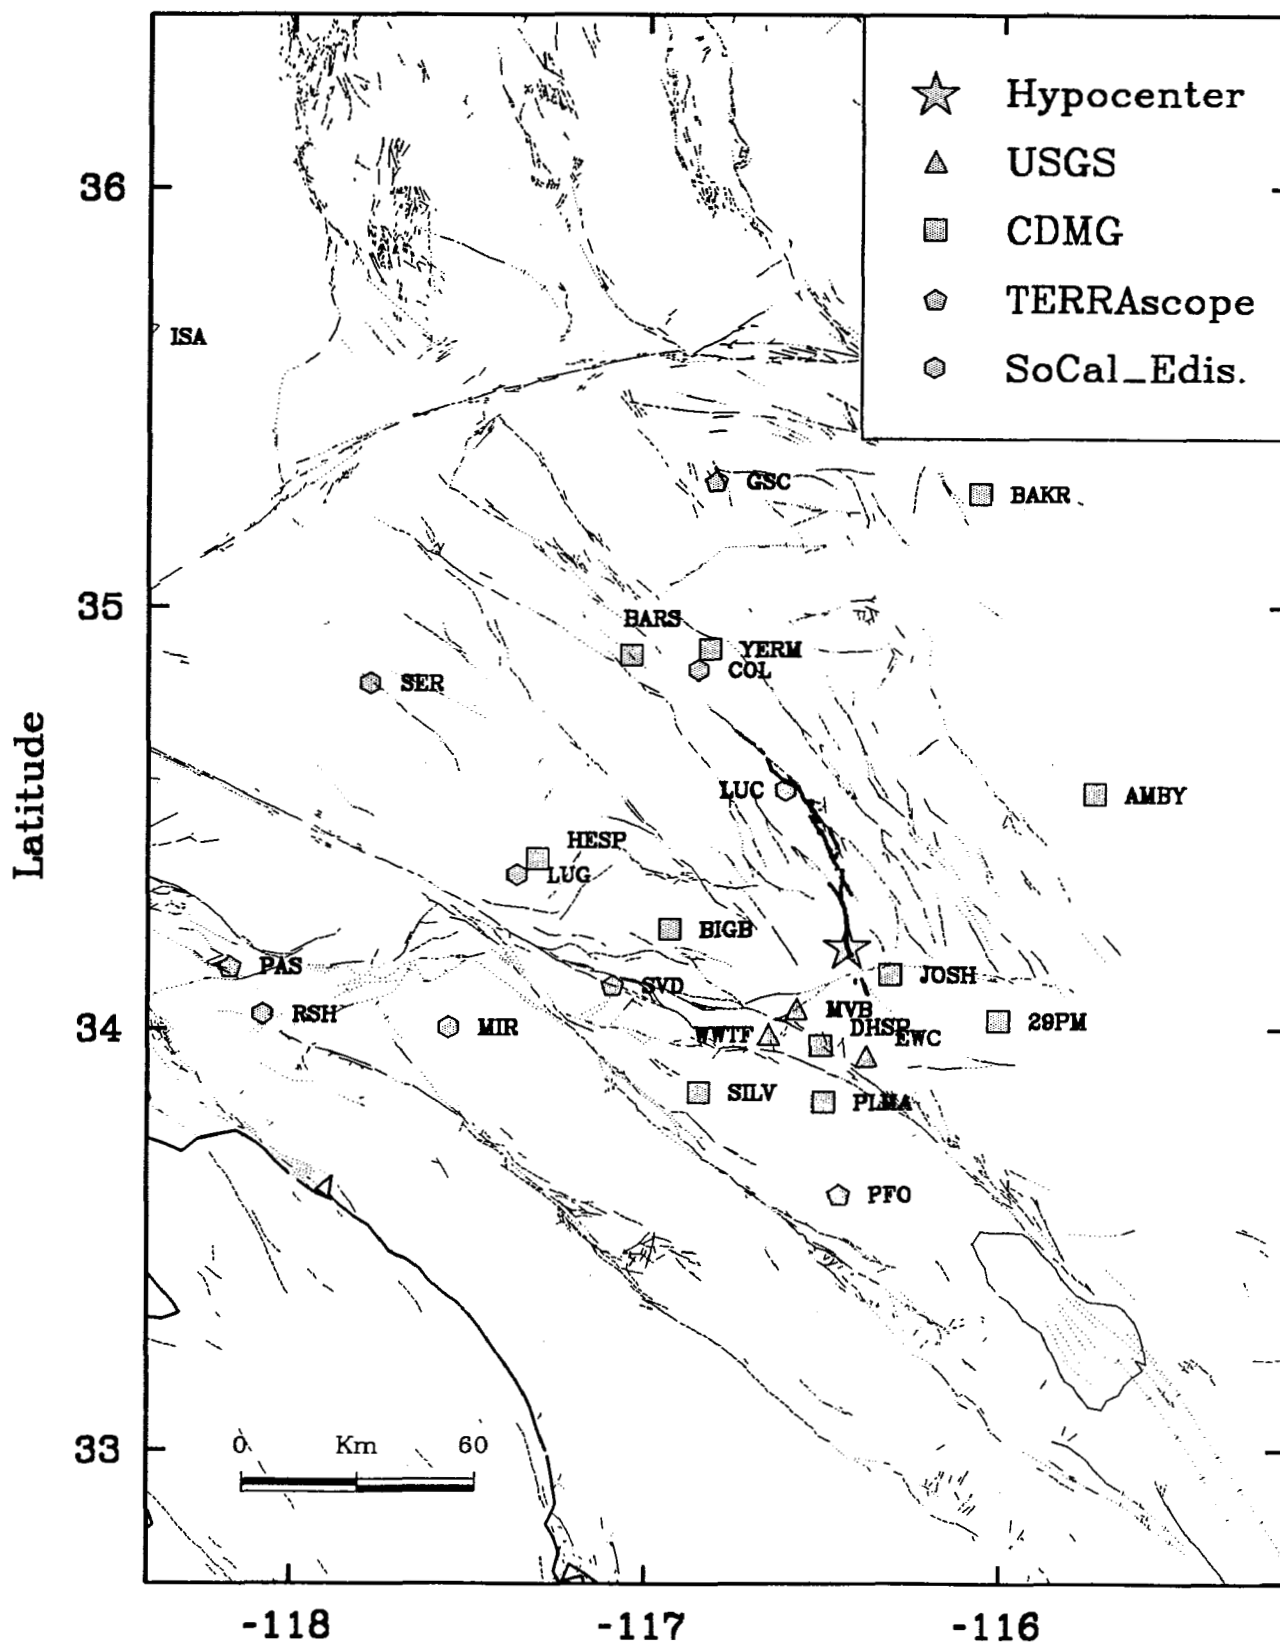 Hypocenter
USGS
CDMG
TERRAscope
SoCal_Edis.
36
ISA
GSC
BAKR
35
BARS
YERM
COL
SER
LUC
AMBY
HESP
LUG
BIGB
PAS
SVD
JOSH
RSH
MIR
MVB
29PM
34
WWTF
DHSP
EWC
SILV
PLMA
PFO
33
0 Km 60
-118 -117 -116
Latitude